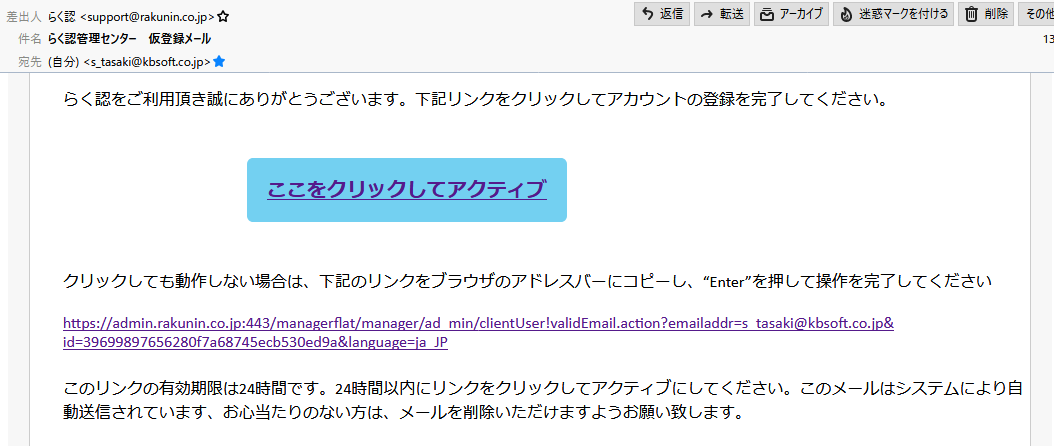 差出人 らく認 <support@rakunin.co.jp>
返信 転送 アーカイブ 迷惑マークを付ける 削除 その他
件名 らく認管理センター　仮登録メール
13
宛先 (自分) <s_tasaki@kbsoft.co.jp>
らく認をご利用頂き誠にありがとうございます。下記リンクをクリックしてアカウントの登録を完了してください。
ここをクリックしてアクティブ
クリックしても動作しない場合は、下記のリンクをブラウザのアドレスバーにコピーし、“Enter”を押して操作を完了してください
https://admin.rakunin.co.jp:443/managerflat/manager/ad_min/clientUser!validEmail.action?emailaddr=s_tasaki@kbsoft.co.jp&
id=39699897656280f7a68745ecb530ed9a&language=ja_JP
このリンクの有効期限は24時間です。24時間以内にリンクをクリックしてアクティブにしてください。このメールはシステムにより自
動送信されています、お心当たりのない方は、メールを削除いただけますようお願い致します。